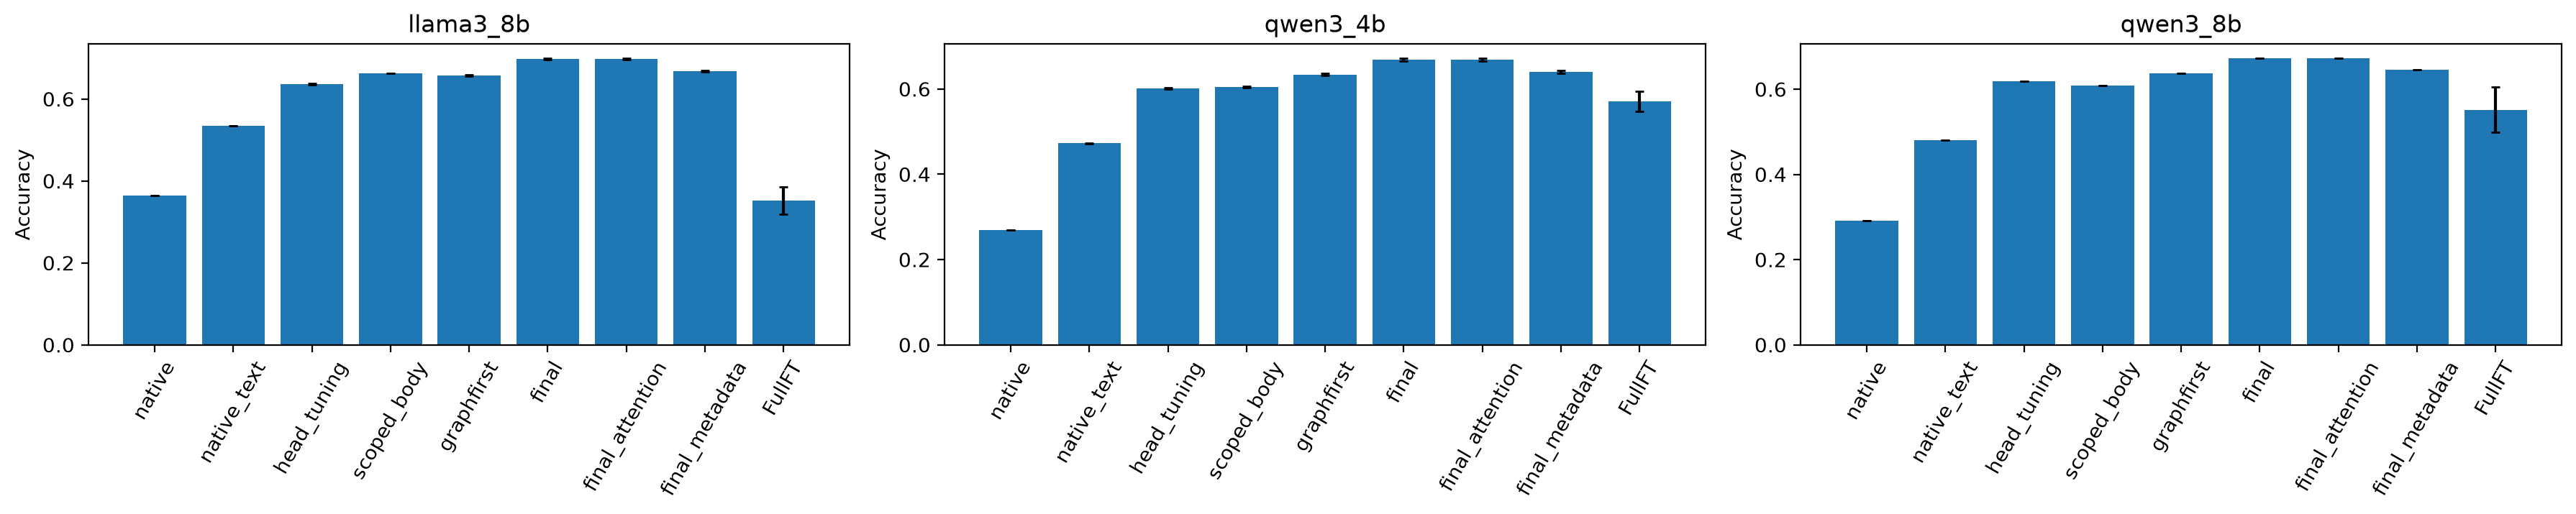 llama3_8b
Accuracy
0.6
0.4
0.2
0.0
native
native_text
head_tuning
scoped_body
graphfirst
final
final_attention
final_metadata
FullFT
qwen3_4b
Accuracy
0.6
0.4
0.2
0.0
native
native_text
head_tuning
scoped_body
graphfirst
final
final_attention
final_metadata
FullFT
qwen3_8b
Accuracy
0.6
0.4
0.2
0.0
native
native_text
head_tuning
scoped_body
graphfirst
final
final_attention
final_metadata
FullFT